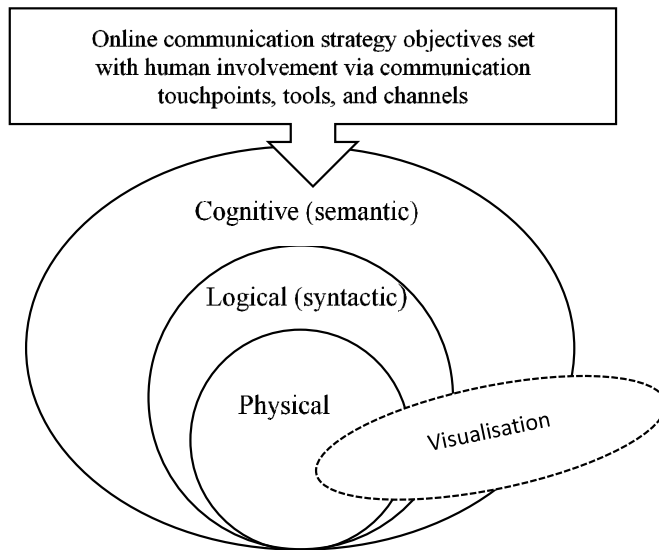 Online communication strategy objectives set
with human involvement via communication
touchpoints, tools, and channels
Cognitive (semantic)
Logical (syntactic)
Physical
Visualisation